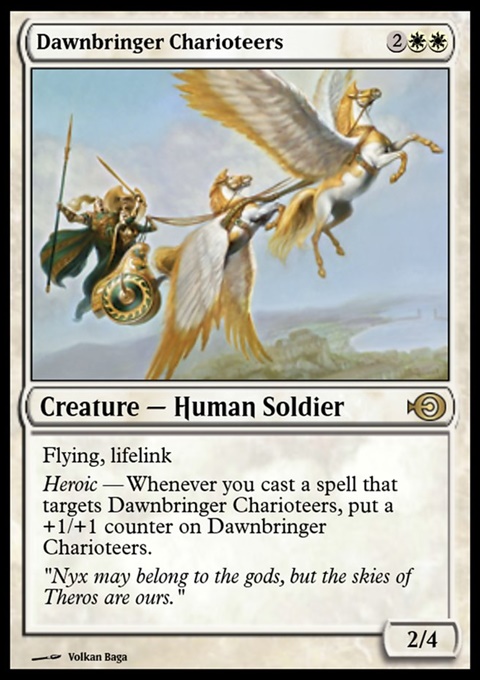 Dawnbringer Charioteers 2
Creature — Human Soldier
Flying, lifelink
Heroic — Whenever you cast a spell that
targets Dawnbringer Charioteers, put a
+1/+1 counter on Dawnbringer
Charioteers.
"Nyx may belong to the gods, but the skies of
Theros are ours."
2/4
Volkan Baga